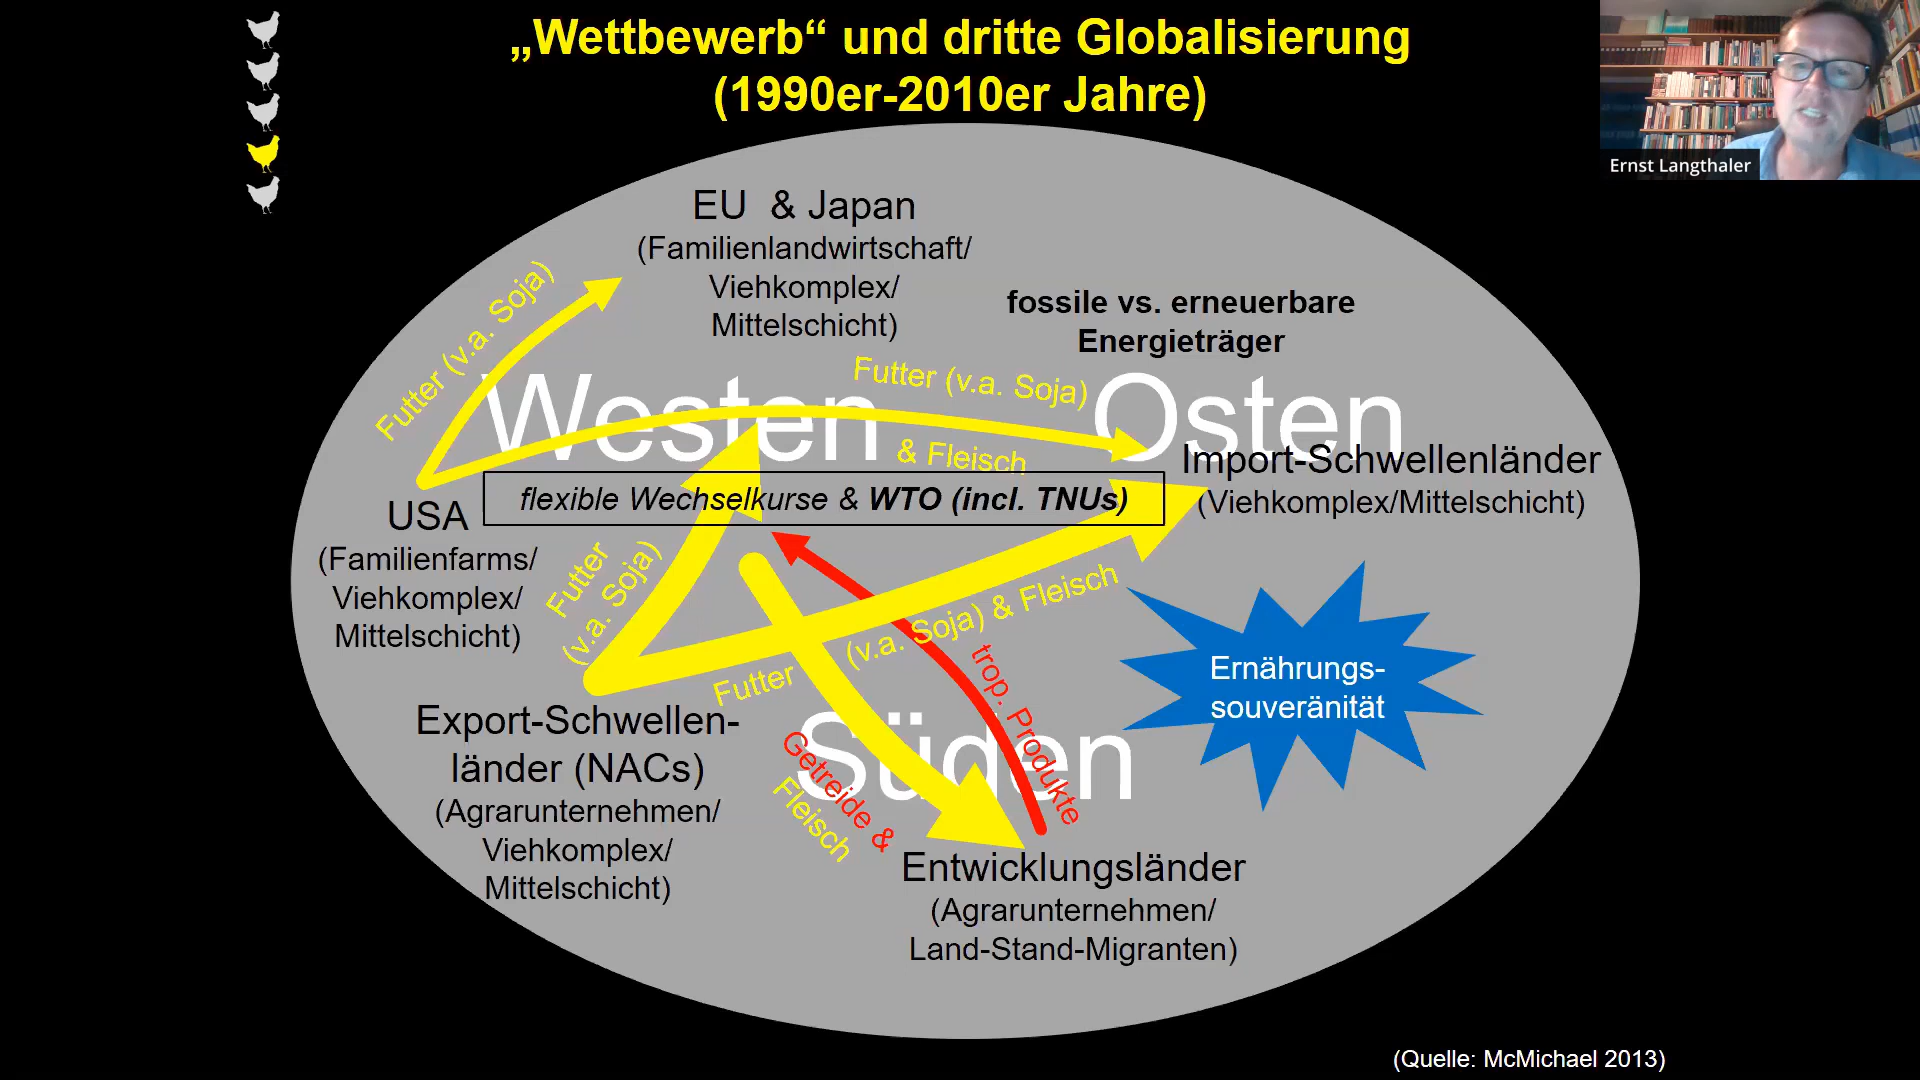 „Wettbewerb“ und dritte Globalisierung
(1990er-2010er Jahre)
Ernst Langthaler
EU & Japan
(Familienlandwirtschaft/
Viehkomplex/
Mittelschicht)
fossile vs. erneuerbare
Energieträger
Futter (v.a. Soja)
Futter (v.a. Soja)
& Fleisch
Westen
Osten
Import-Schwellenländer
(Viehkomplex/Mittelschicht)
flexible Wechselkurse & WTO (incl. TNUs)
USA
(Familienfarms/
Viehkomplex/
Mittelschicht)
Futter
(v.a. Soja)
Futter (v.a. Soja) & Fleisch
trop. Produkte
Ernährungs-
souveränität
Süden
Getreide &
Fleisch
Export-Schwellen-
länder (NACs)
(Agrarunternehmen/
Viehkomplex/
Mittelschicht)
Entwicklungsländer
(Agrarunternehmen/
Land-Stand-Migranten)
(Quelle: McMichael 2013)